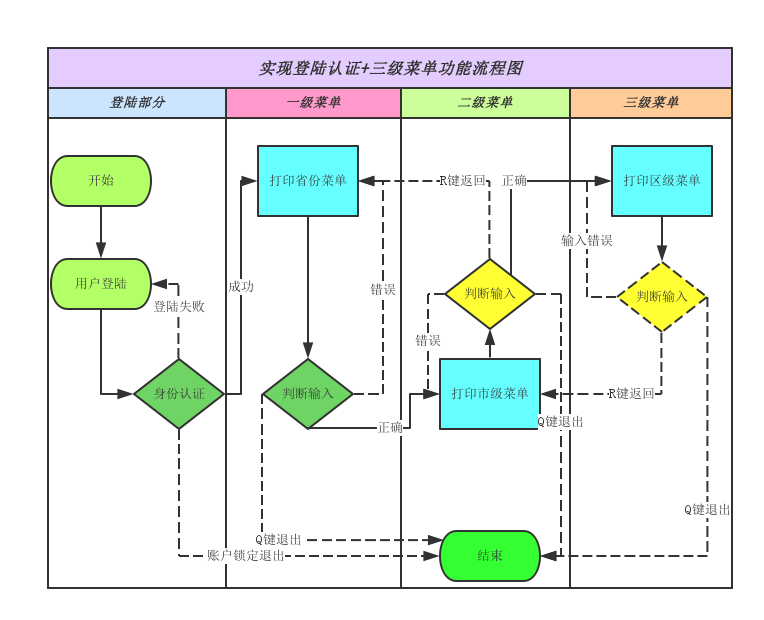 实现登陆认证+三级菜单功能流程图
登陆部分
一级菜单
二级菜单
三级菜单
开始
打印省份菜单
R键返回
正确
打印区级菜单
输入错误
用户登陆
成功
错误
判断输入
判断输入
登陆失败
错误
身份认证
判断输入
打印市级菜单
R键返回
正确
Q键退出
Q键退出
Q键退出
账户锁定退出
结束